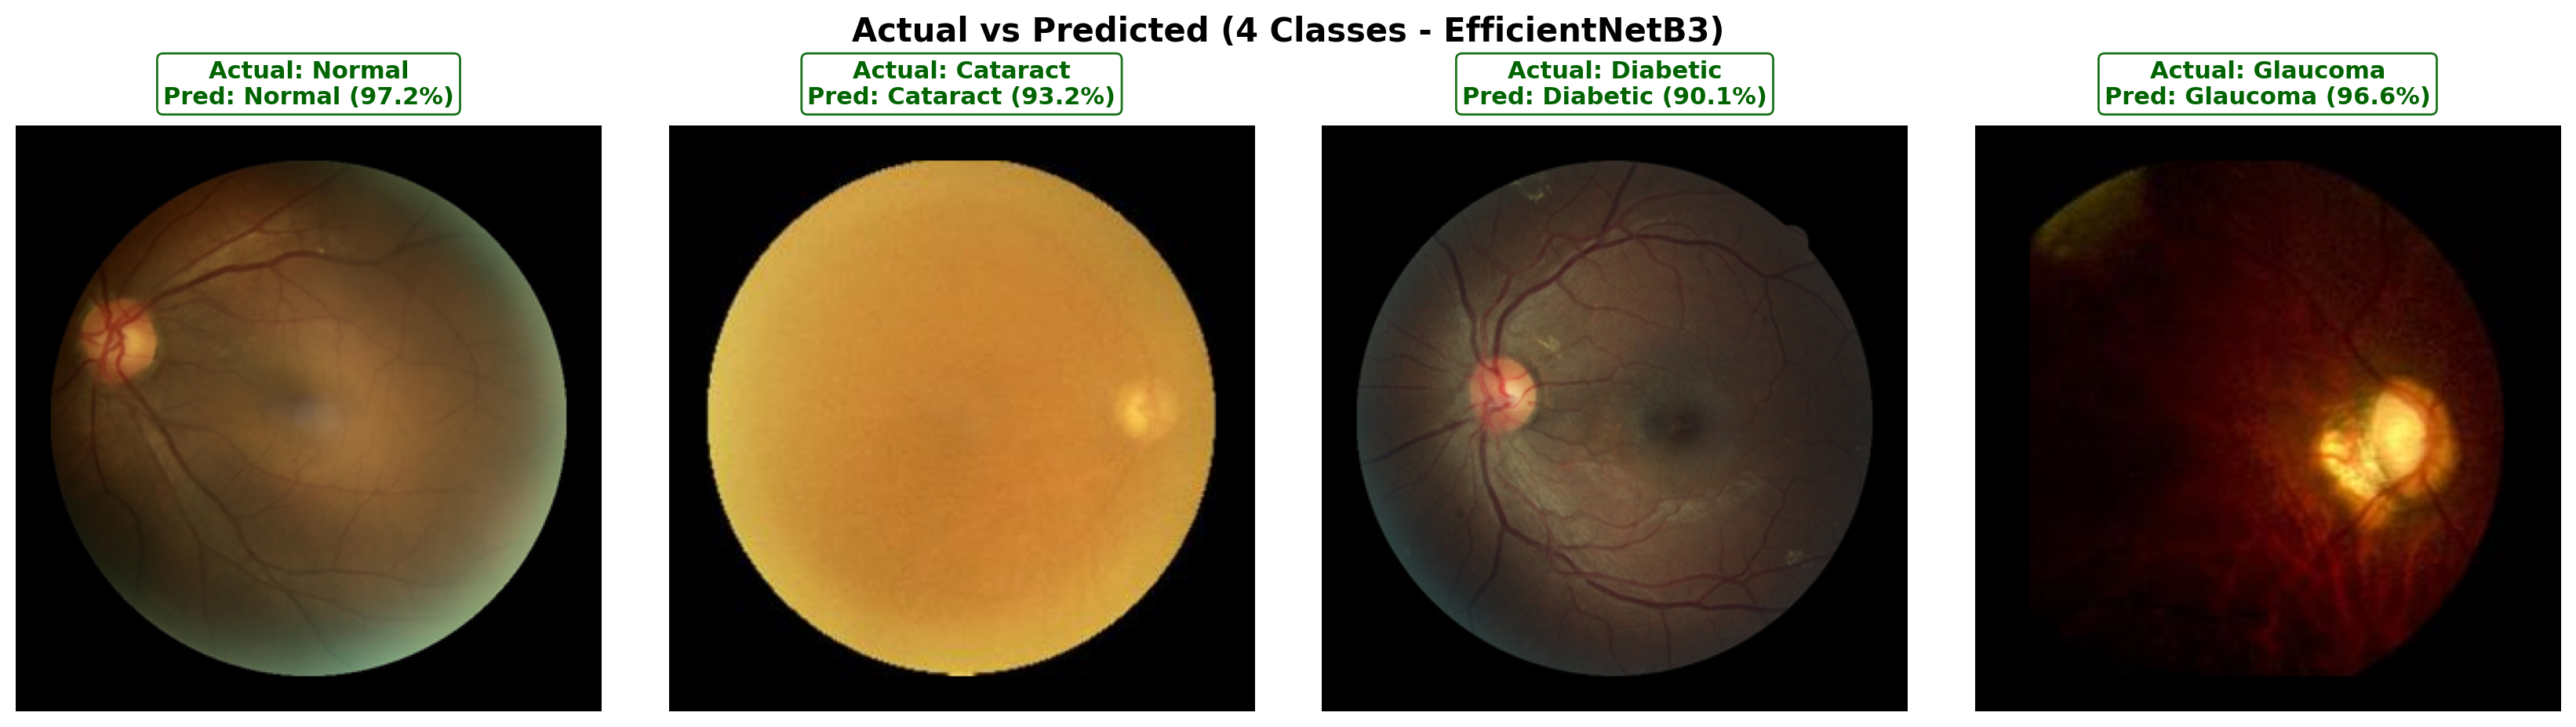 Actual vs Predicted (4 Classes - EfficientNetB3)
Actual: Normal
Pred: Normal (97.2%)
Actual: Cataract
Pred: Cataract (93.2%)
Actual: Diabetic
Pred: Diabetic (90.1%)
Actual: Glaucoma
Pred: Glaucoma (96.6%)